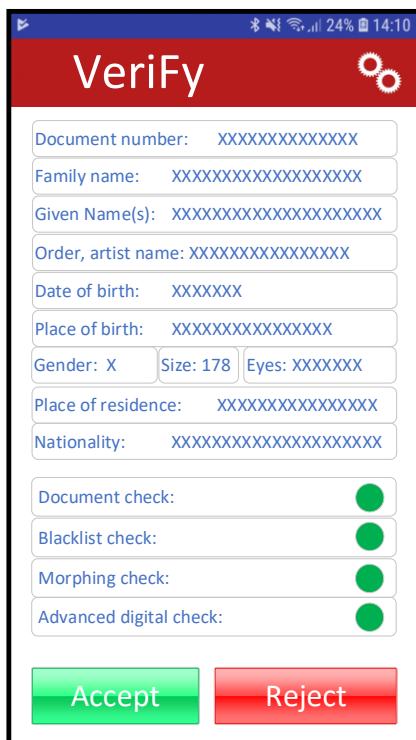 24% 14:10
VeriFy
Document number: XXXXXXXXXXXXXX
Family name: XXXXXXXXXXXXXXXXXXX
Given Name(s): XXXXXXXXXXXXXXXXXXXXX
Order, artist name: XXXXXXXXXXXXXXXX
Date of birth: XXXXXXX
Place of birth: XXXXXXXXXXXXXXXX
Gender: X Size: 178 Eyes: XXXXXXX
Place of residence: XXXXXXXXXXXXXXXX
Nationality: XXXXXXXXXXXXXXXXXXXXX
Document check:
Blacklist check:
Morphing check:
Advanced digital check:
Accept Reject